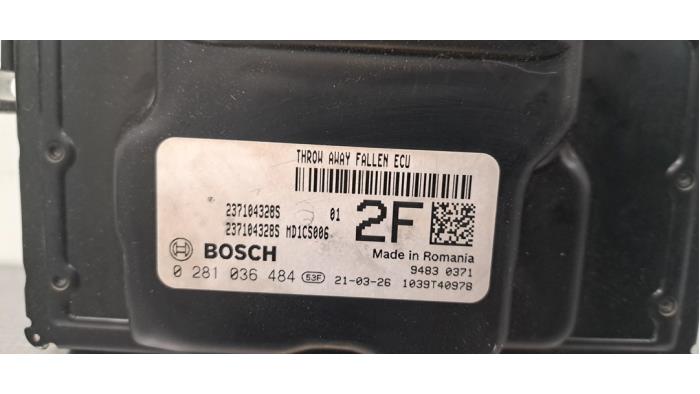 THROW AWAY FALLEN ECU
237104328S 01
237104328S MD1CS006
2F
BOSCH
Made in Romania
9483 0371
0 281 036 484 53F 21-03-26 1039T40978